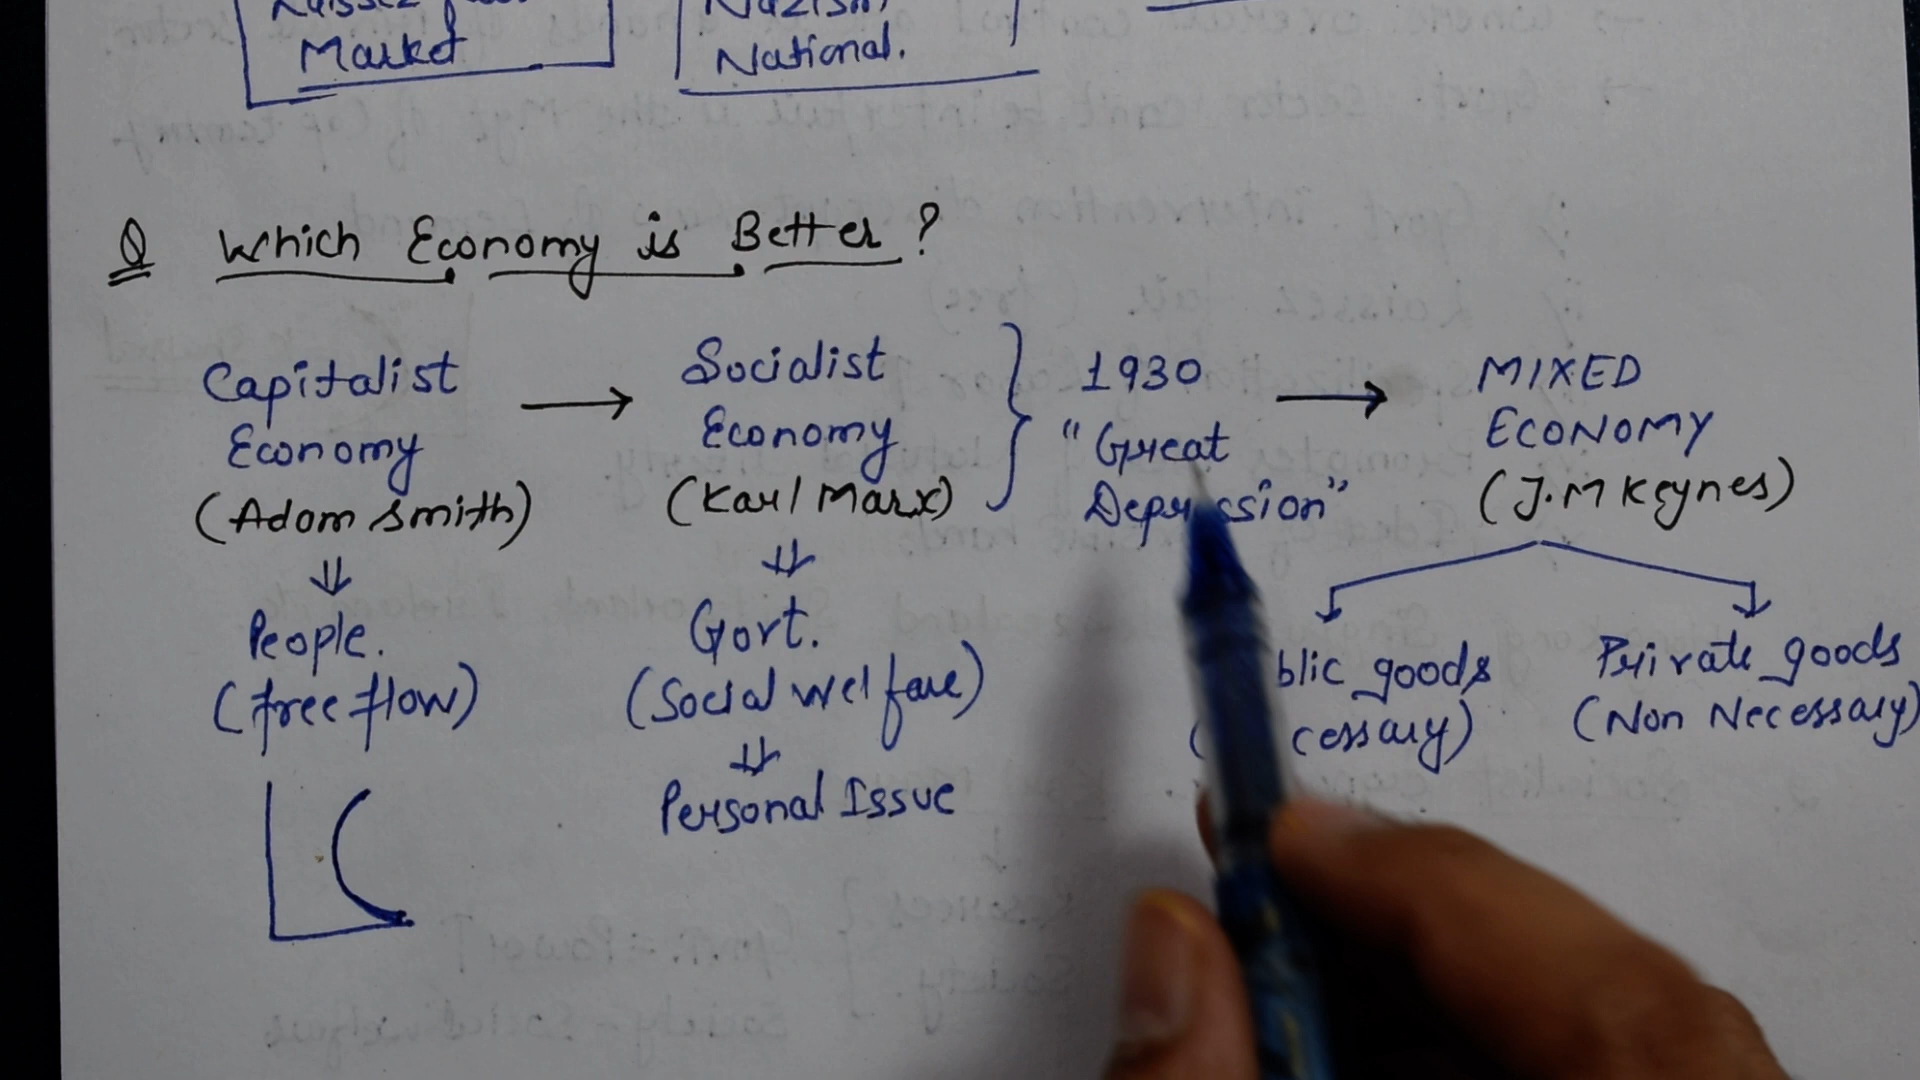 Market
National.
Q Which Economy is Better ?
Capitalist
Economy
(Adam Smith)
People.
(free flow)
Socialist
Economy
(Karl Marx)
Govt.
(Social welfare)
Personal Issue
1930
"Great
Depression"
MIXED
ECONOMY
(J.M Keynes)
blic goods
cessary)
Private goods
(Non Necessary)